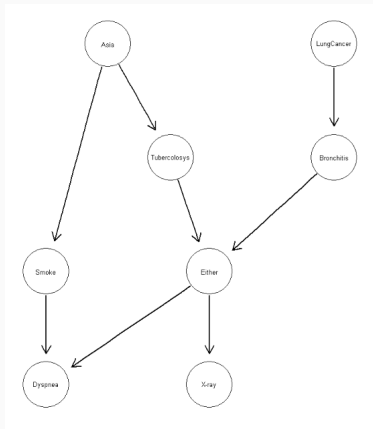 Asia
LungCancer
Tubercolosys
Bronchitis
Smoke
Either
Dyspnea
X-ray